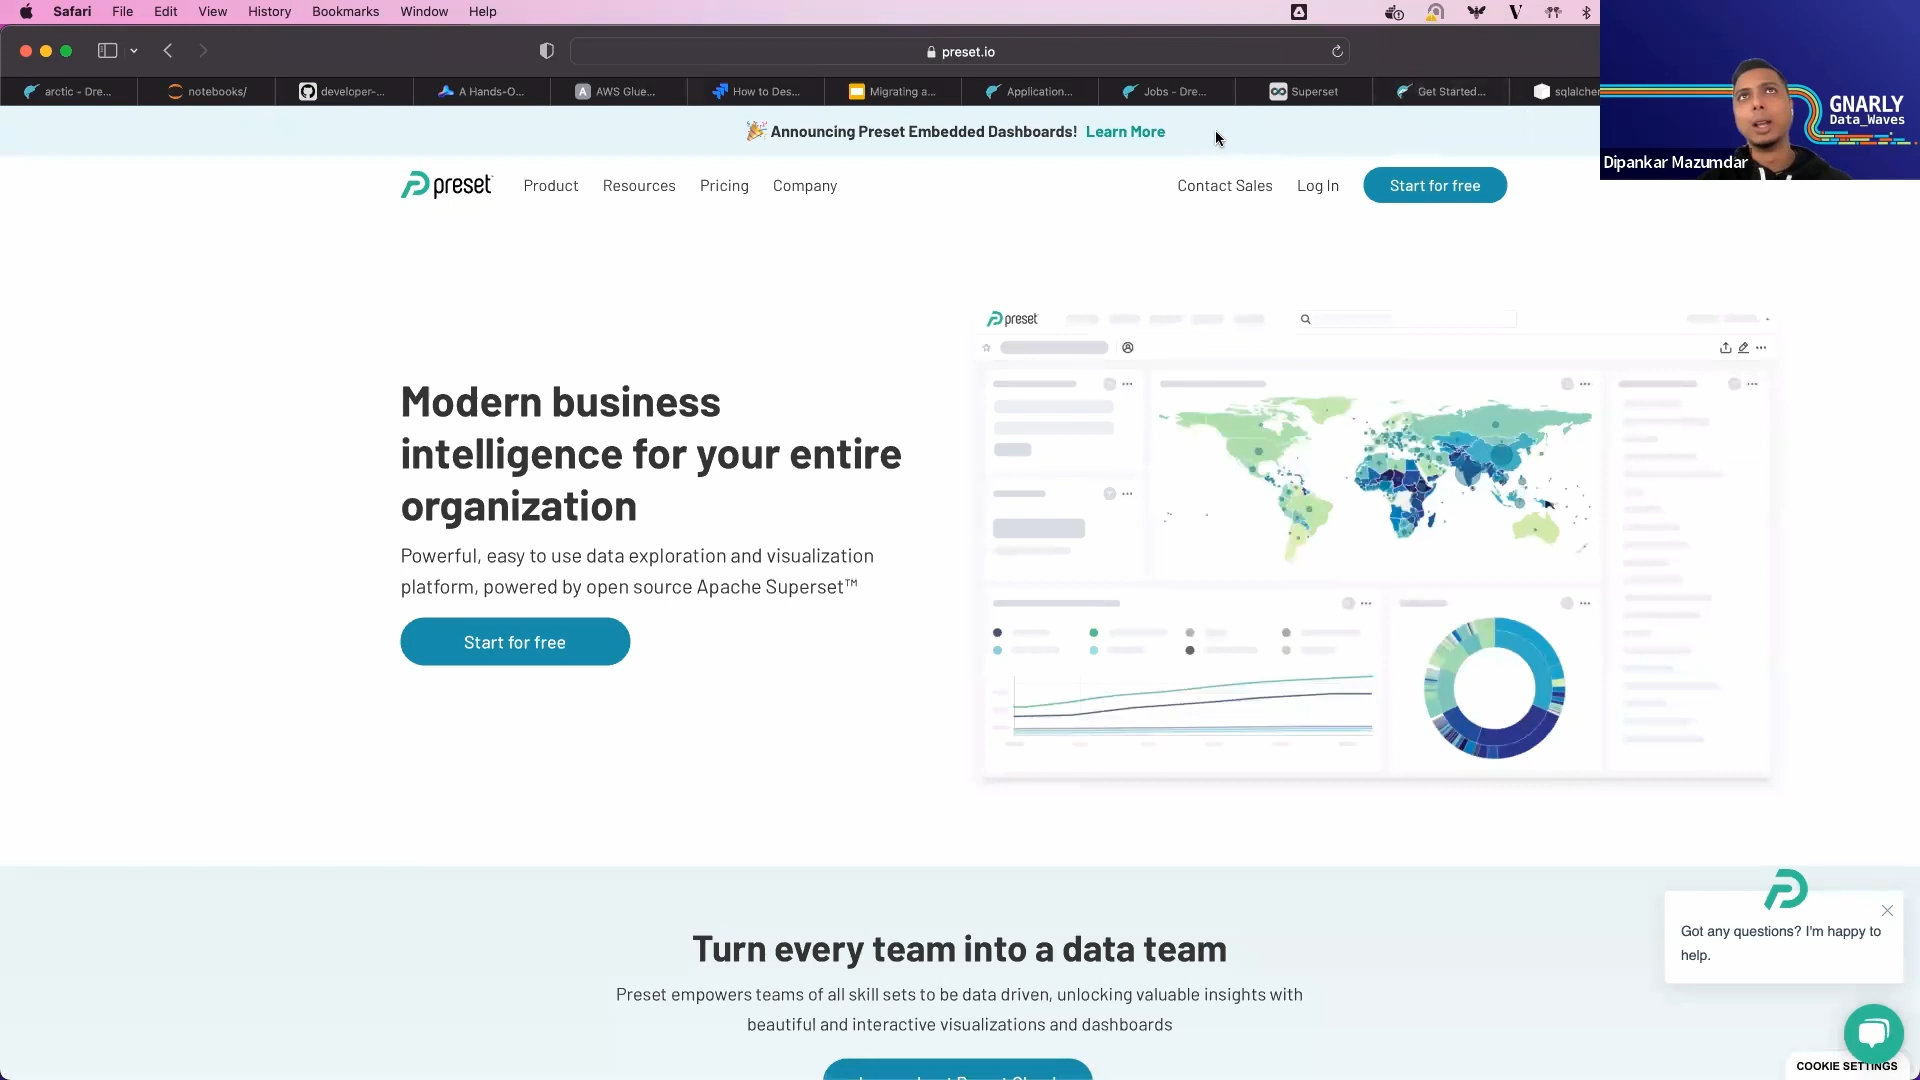 Safari File Edit View History Bookmarks Window Help
preset.io
arctic - Dre...
notebooks/
developer-...
A Hands-O...
AWS Glue...
How to Des...
Migrating a...
Application...
Jobs - Dre...
Superset
Get Started...
sqlalcher
GNARLY
Data_Waves
Dipankar Mazumdar
Announcing Preset Embedded Dashboards! Learn More
preset Product Resources Pricing Company Contact Sales Log In Start for free
preset
Modern business
intelligence for your entire
organization
Powerful, easy to use data exploration and visualization
platform, powered by open source Apache Superset™
Start for free
Turn every team into a data team
Preset empowers teams of all skill sets to be data driven, unlocking valuable insights with
beautiful and interactive visualizations and dashboards
Got any questions? I'm happy to
help.
COOKIE SETTINGS